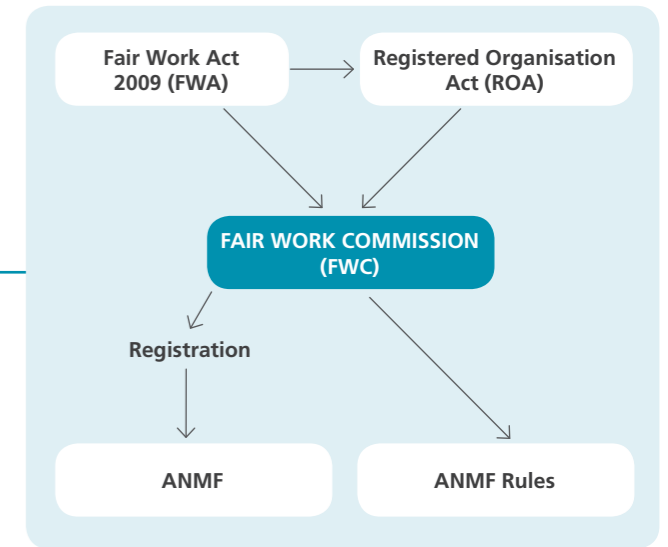 Fair Work Act
2009 (FWA)
Registered Organisation
Act (ROA)
FAIR WORK COMMISSION
(FWC)
Registration
ANMF
ANMF Rules